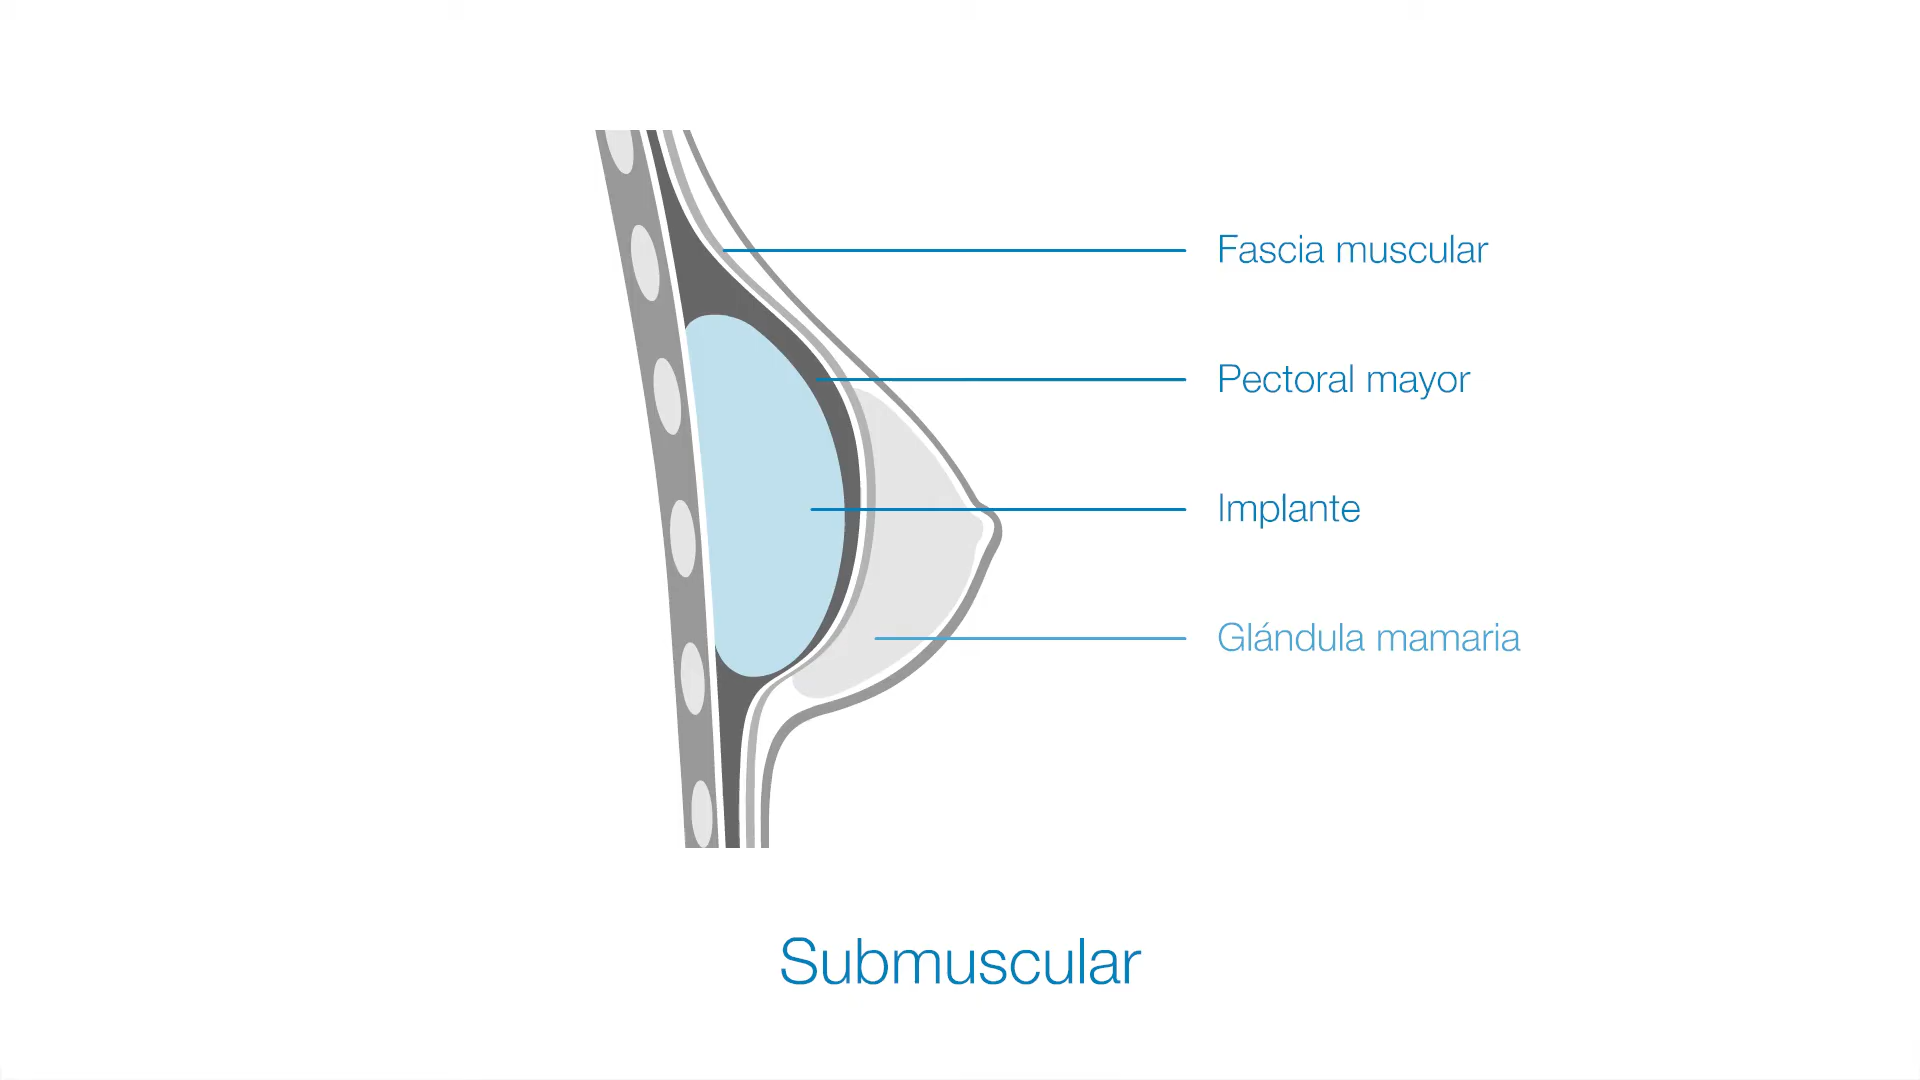 Fascia muscular
Pectoral mayor
Implante
Glándula mamaria
Submuscular